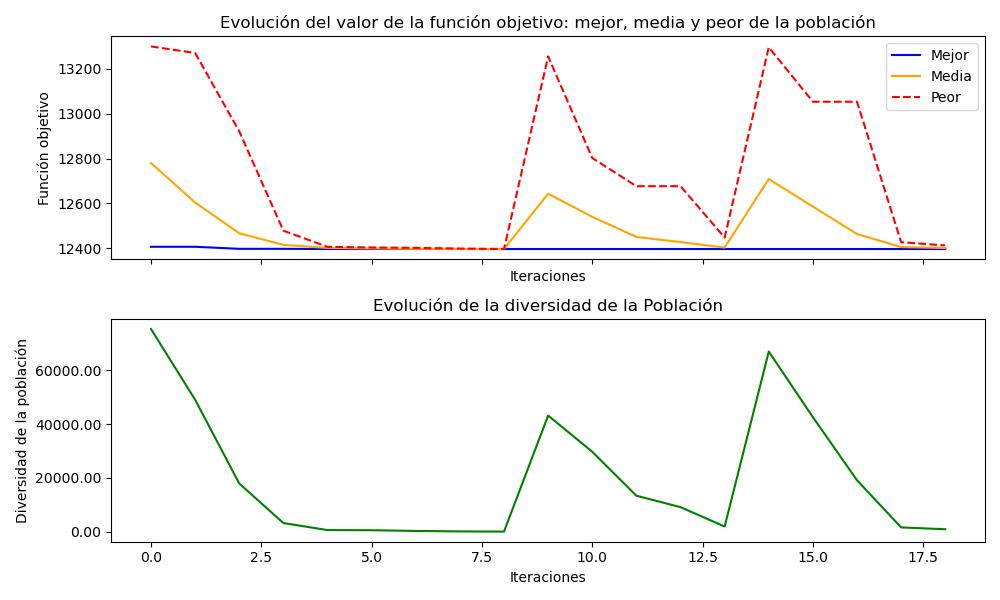 Evolución del valor de la función objetivo: mejor, media y peor de la población
Función objetivo
13200
13000
12800
12600
12400
Mejor
Media
Peor
Iteraciones
Evolución de la diversidad de la Población
Diversidad de la población
60000.00
40000.00
20000.00
0.00
0.0 2.5 5.0 7.5 10.0 12.5 15.0 17.5
Iteraciones